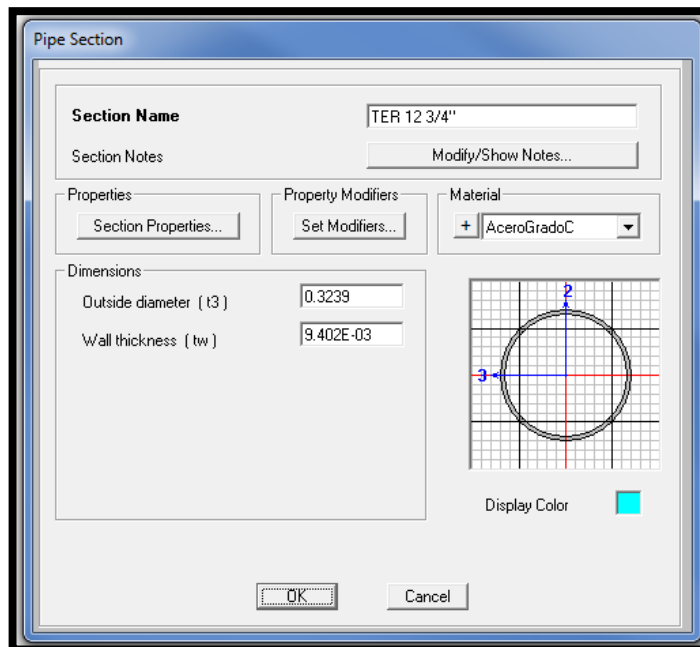 Pipe Section
Section Name
TER 12 3/4"
Section Notes
Modify/Show Notes...
Properties
Section Properties...
Property Modifiers
Set Modifiers...
Material
+
AceroGradoC
Dimensions
Outside diameter ( t3 )
0.3239
Wall thickness ( tw )
9.402E-03
2
3
Display Color
OK
Cancel